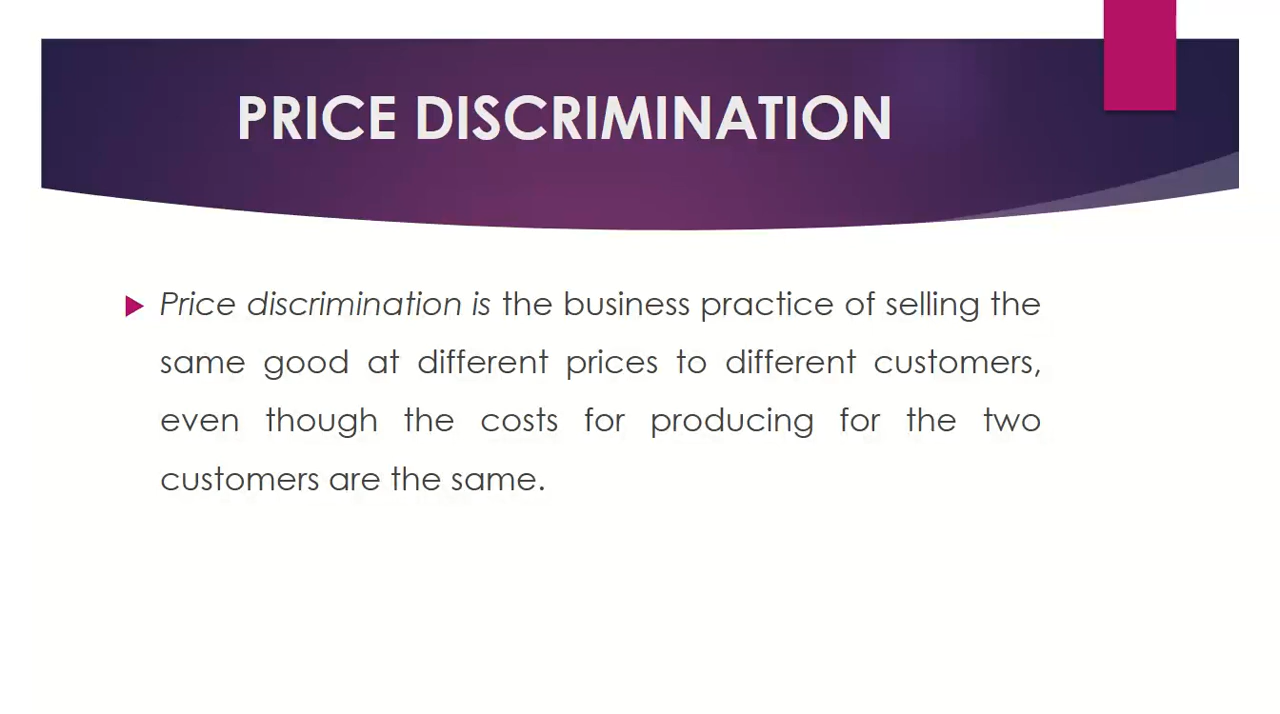 PRICE DISCRIMINATION
Price discrimination is the business practice of selling the
same good at different prices to different customers,
even though the costs for producing for the two
customers are the same.